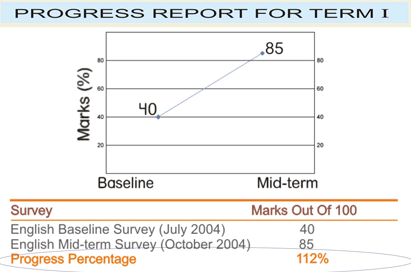 PROGRESS REPORT FOR TERM I
85
80 80
Marks (%)
60 60
40
40 40
20 20
Baseline Mid-term
Survey Marks Out Of 100
English Baseline Survey (July 2004) 40
English Mid-term Survey (October 2004) 85
Progress Percentage 112%